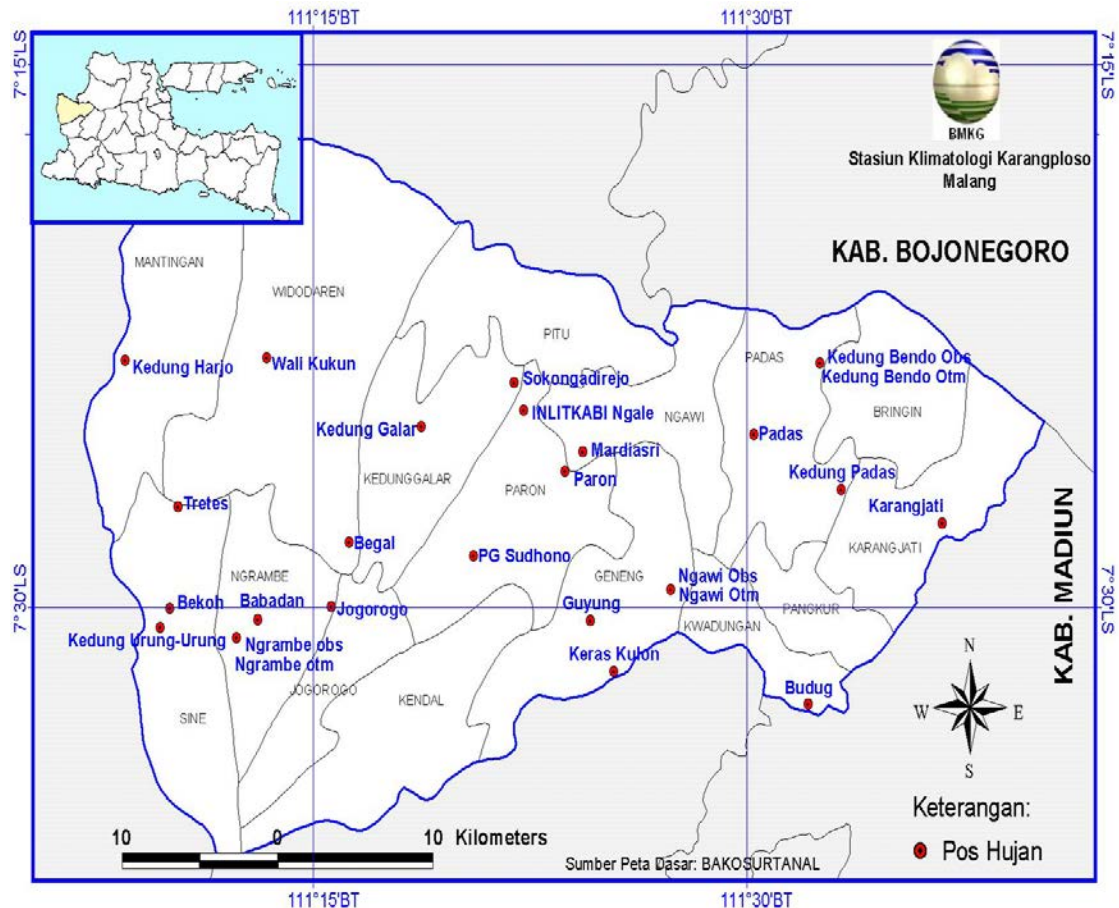 111°15'BT
111°30'BT
7°15'LS
7°15'LS
BMKG
Stasiun Klimatologi Karangploso
Malang
KAB. BOJONEGORO
MANTINGAN
WIDODAREN
PITU
PADAS
Kedung Harjo
Wali Kukun
Kedung Bendo Obs
Kedung Bendo Otm
Sokongadirejo
INLITKABI Ngale
NGAWI
BRINGIN
Kedung Galar
Padas
Mardiasri
KEDUNGGALAR
PARON
Paron
Kedung Padas
Tretes
Karangjati
Begal
PG Sudhono
KARANGJATI
KAB. MADIUN
NGRAMBE
GENENG
Ngawi Obs
Ngawi Otm
7°30'LS
7°30'LS
Bekoh
Babadan
Jogorogo
Guyung
PANGKUR
KWADUNGAN
Kedung Urung-Urung
Ngrambe obs
Ngrambe otm
Keras Kulon
JOGOROGO
KENDAL
Budug
SINE
N
W
E
S
Keterangan:
Pos Hujan
10 0 10 Kilometers
Sumber Peta Dasar: BAKOSURTANAL
111°15'BT
111°30'BT